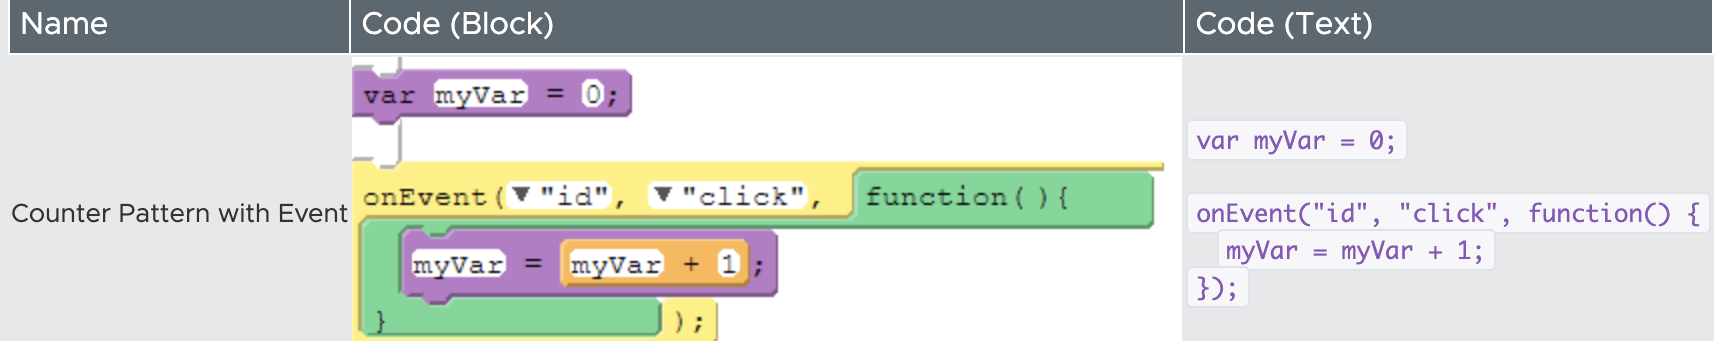 Name Code (Block) Code (Text)
Counter Pattern with Event
var myVar = 0;
onEvent(▼"id", ▼"click", function( ){
myVar = myVar + 1;
} );
var myVar = 0;
onEvent("id", "click", function() {
myVar = myVar + 1;
});